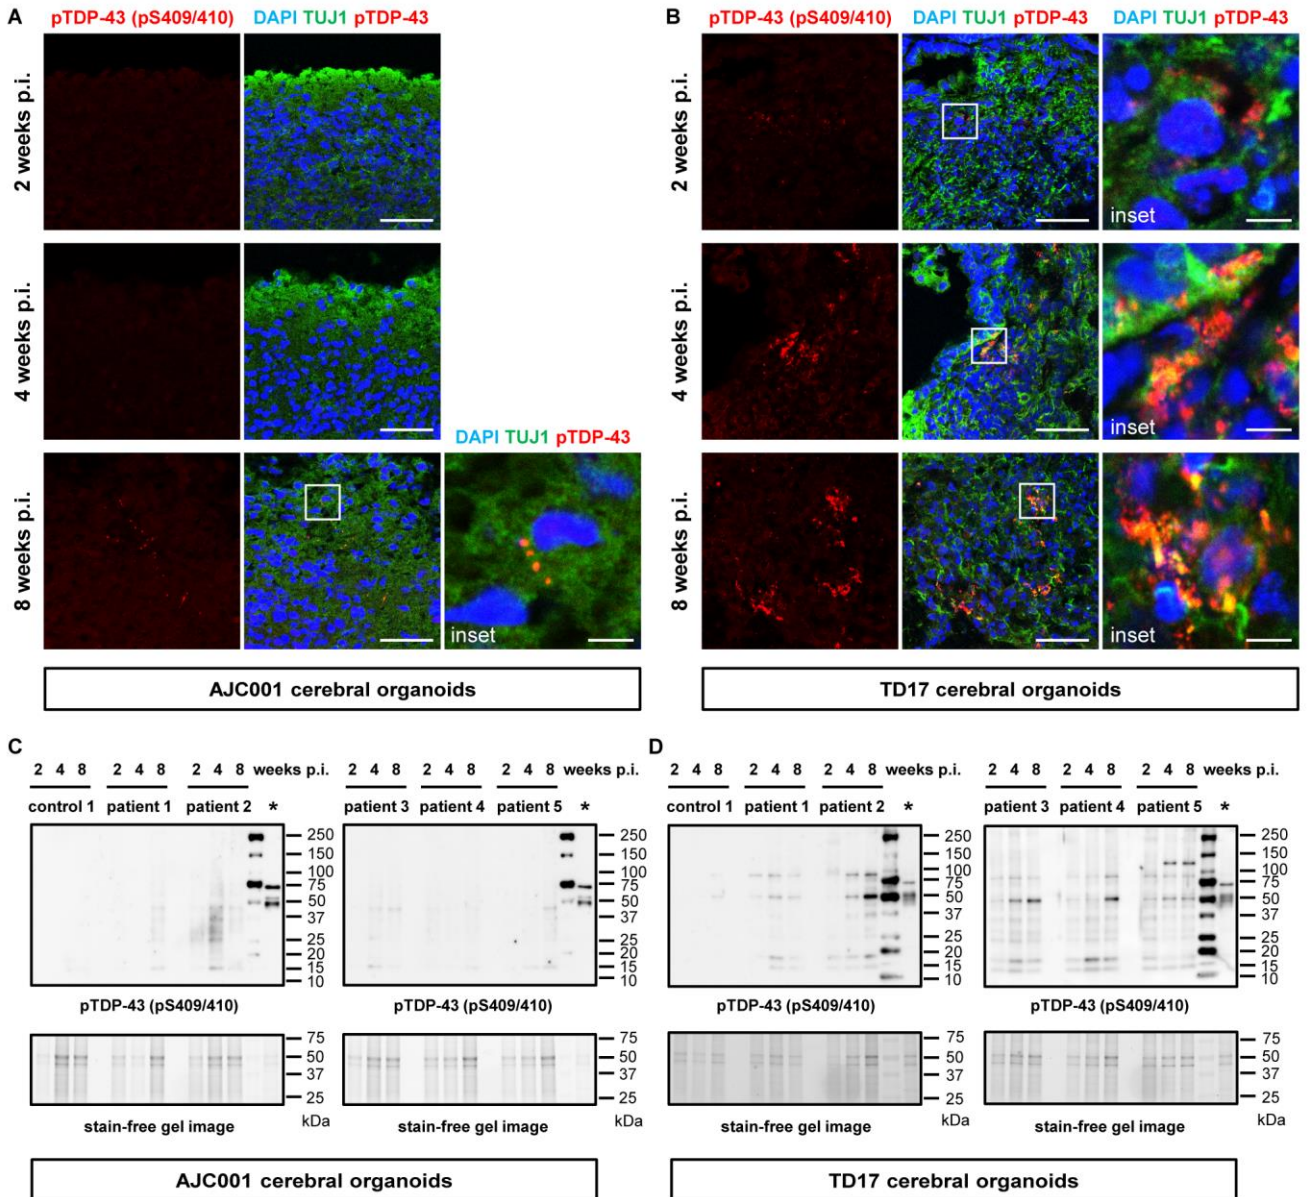 A
pTDP-43 (pS409/410) DAPI TUJ1 pTDP-43
2 weeks p.i.
4 weeks p.i.
DAPI TUJ1 pTDP-43
8 weeks p.i.
inset
AJC001 cerebral organoids
B
pTDP-43 (pS409/410) DAPI TUJ1 pTDP-43 DAPI TUJ1 pTDP-43
2 weeks p.i.
inset
4 weeks p.i.
inset
8 weeks p.i.
inset
TD17 cerebral organoids
C
2 4 8 2 4 8 2 4 8 weeks p.i.
control 1 patient 1 patient 2 *
250
150
100
75
50
37
25
20
15
10
pTDP-43 (pS409/410)
75
50
37
25
stain-free gel image kDa
2 4 8 2 4 8 2 4 8 weeks p.i.
patient 3 patient 4 patient 5 *
250
150
100
75
50
37
25
20
15
10
pTDP-43 (pS409/410)
75
50
37
25
stain-free gel image kDa
AJC001 cerebral organoids
D
2 4 8 2 4 8 2 4 8 weeks p.i.
control 1 patient 1 patient 2 *
250
150
100
75
50
37
25
20
15
10
pTDP-43 (pS409/410)
75
50
37
25
stain-free gel image kDa
2 4 8 2 4 8 2 4 8 weeks p.i.
patient 3 patient 4 patient 5 *
250
150
100
75
50
37
25
20
15
10
pTDP-43 (pS409/410)
75
50
37
25
stain-free gel image kDa
TD17 cerebral organoids